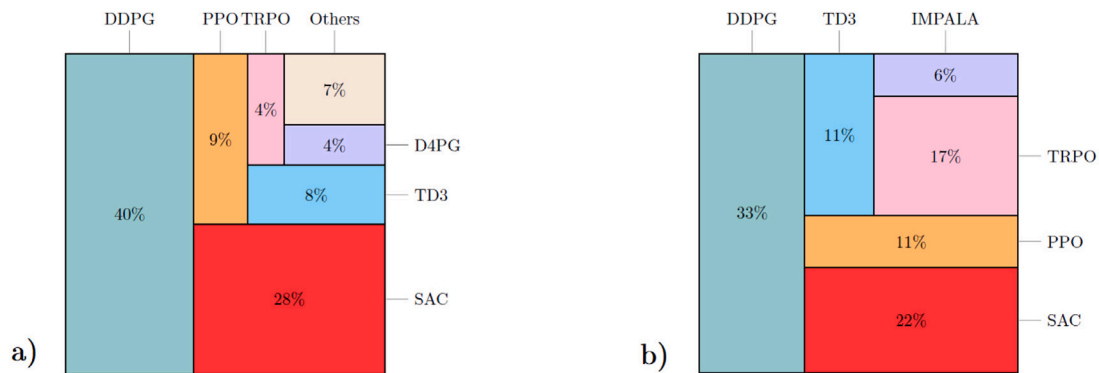 DDPG PPO TRPO Others
7%
4%
9%
4%
D4PG
8%
TD3
40%
28%
SAC
a)
DDPG TD3 IMPALA
6%
11%
17%
TRPO
33%
11%
PPO
22%
SAC
b)